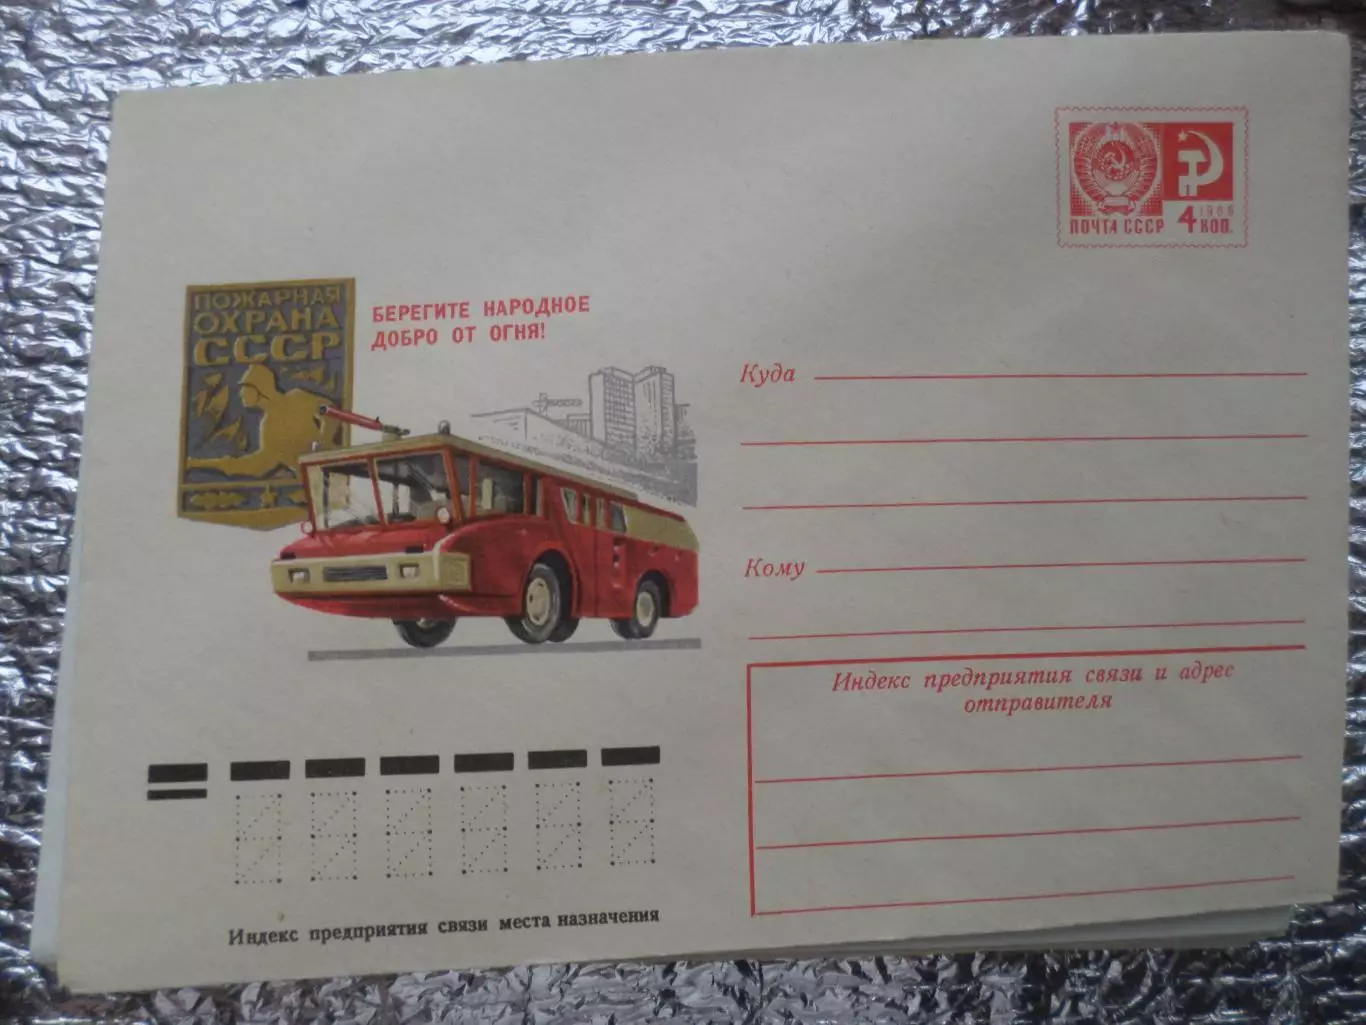 ПОЧТА СССР 4 1966 КОП.
ПОЖАРНАЯ
ОХРАНА
СССР
БЕРЕГИТЕ НАРОДНОЕ
ДОБРО ОТ ОГНЯ!
Куда
Кому
Индекс предприятия связи и адрес
отправителя
Индекс предприятия связи места назначения